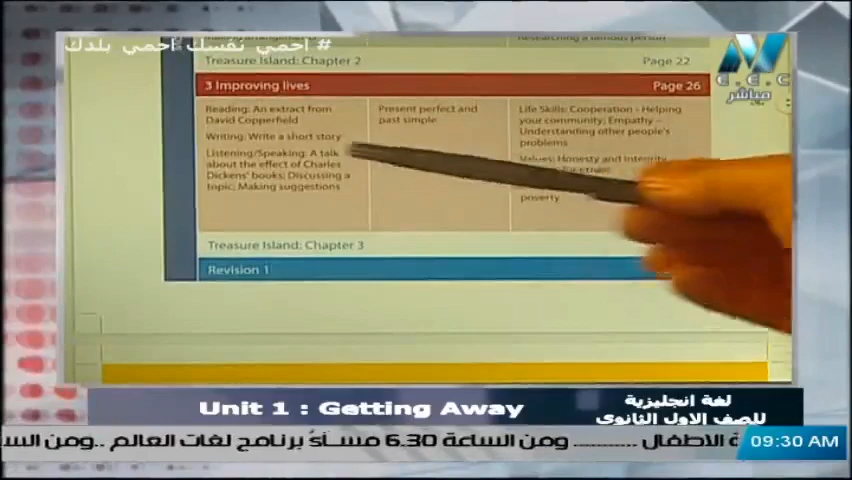 # احمي نفسك احمي بلدك
Researching a famous person
Treasure Island: Chapter 2
Page 22
E.E.C
مباشر
3 Improving lives
Page 26
Reading: An extract from
David Copperfield
Writing: Write a short story
Listening/Speaking: A talk
about the effect of Charles
Dickens' books; Discussing a
topic; Making suggestions
Present perfect and
past simple
Life Skills: Cooperation - Helping
your community; Empathy –
Understanding other people's
problems
Values: Honesty and Integrity
poverty
Treasure Island: Chapter 3
Revision 1
Unit 1 : Getting Away
لغة انجليزية
للصف الاول الثانوى
ة الاطفال .......... ومن الساعة 6.30 مساءً برنامج لغات العالم ..ومن الس
09:30 AM